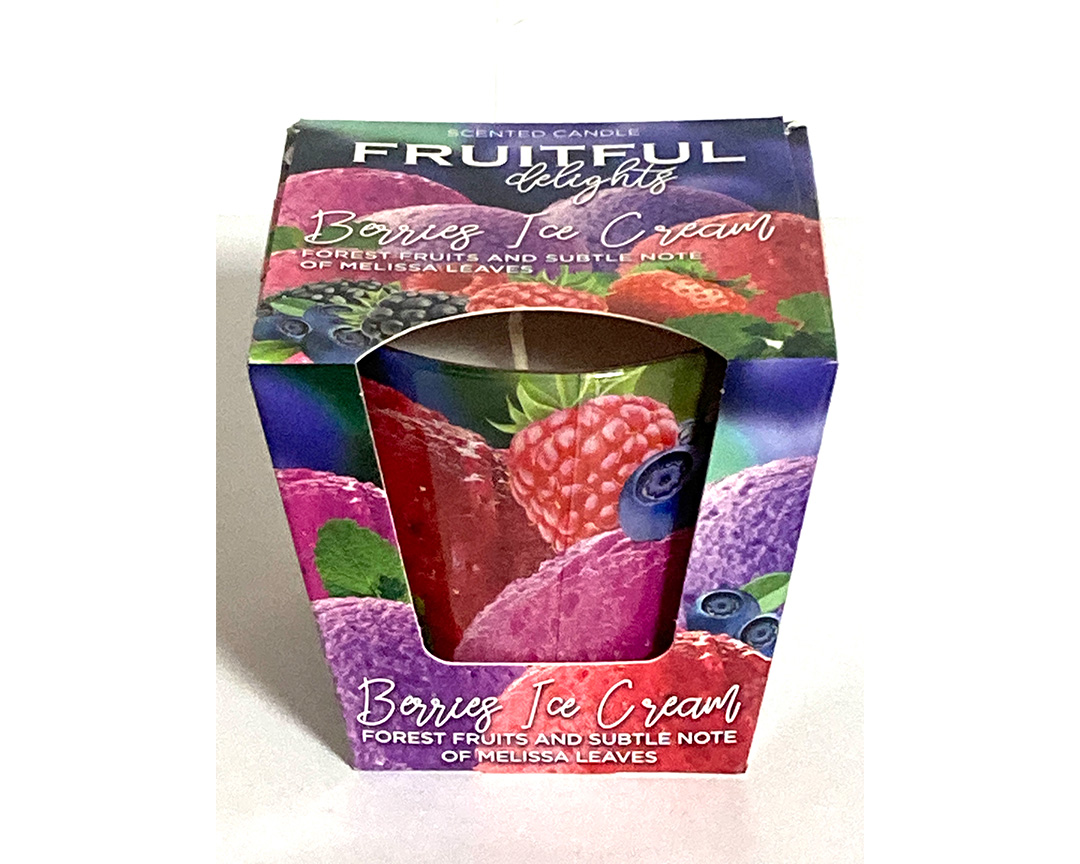 SCENTED CANDLE
FRUITFUL
delights
Berries Ice Cream
FOREST FRUITS AND SUBTLE NOTE
OF MELISSA LEAVES
Berries Ice Cream
FOREST FRUITS AND SUBTLE NOTE
OF MELISSA LEAVES